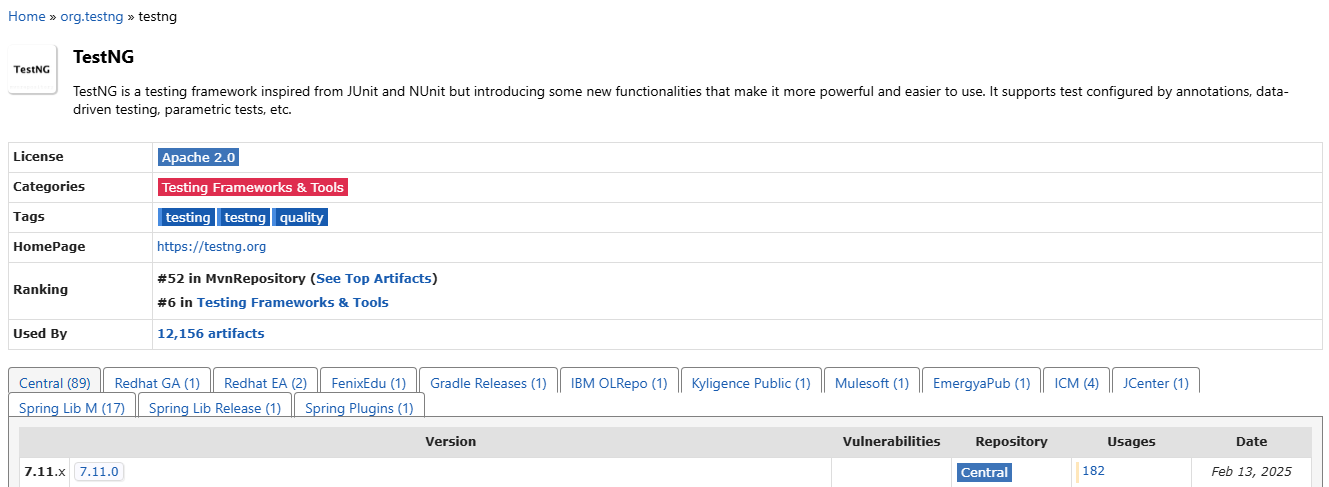 Home » org.testng » testng
TestNG
TestNG
TestNG is a testing framework inspired from JUnit and NUnit but introducing some new functionalities that make it more powerful and easier to use. It supports test configured by annotations, data-
driven testing, parametric tests, etc.
License Apache 2.0
Categories Testing Frameworks & Tools
Tags testing testng quality
HomePage https://testng.org
Ranking #52 in MvnRepository (See Top Artifacts)
#6 in Testing Frameworks & Tools
Used By 12,156 artifacts
Central (89) Redhat GA (1) Redhat EA (2) FenixEdu (1) Gradle Releases (1) IBM OLRepo (1) Kyligence Public (1) Mulesoft (1) EmergyaPub (1) ICM (4) JCenter (1)
Spring Lib M (17) Spring Lib Release (1) Spring Plugins (1)
Version Vulnerabilities Repository Usages Date
7.11.x 7.11.0 Central 182 Feb 13, 2025